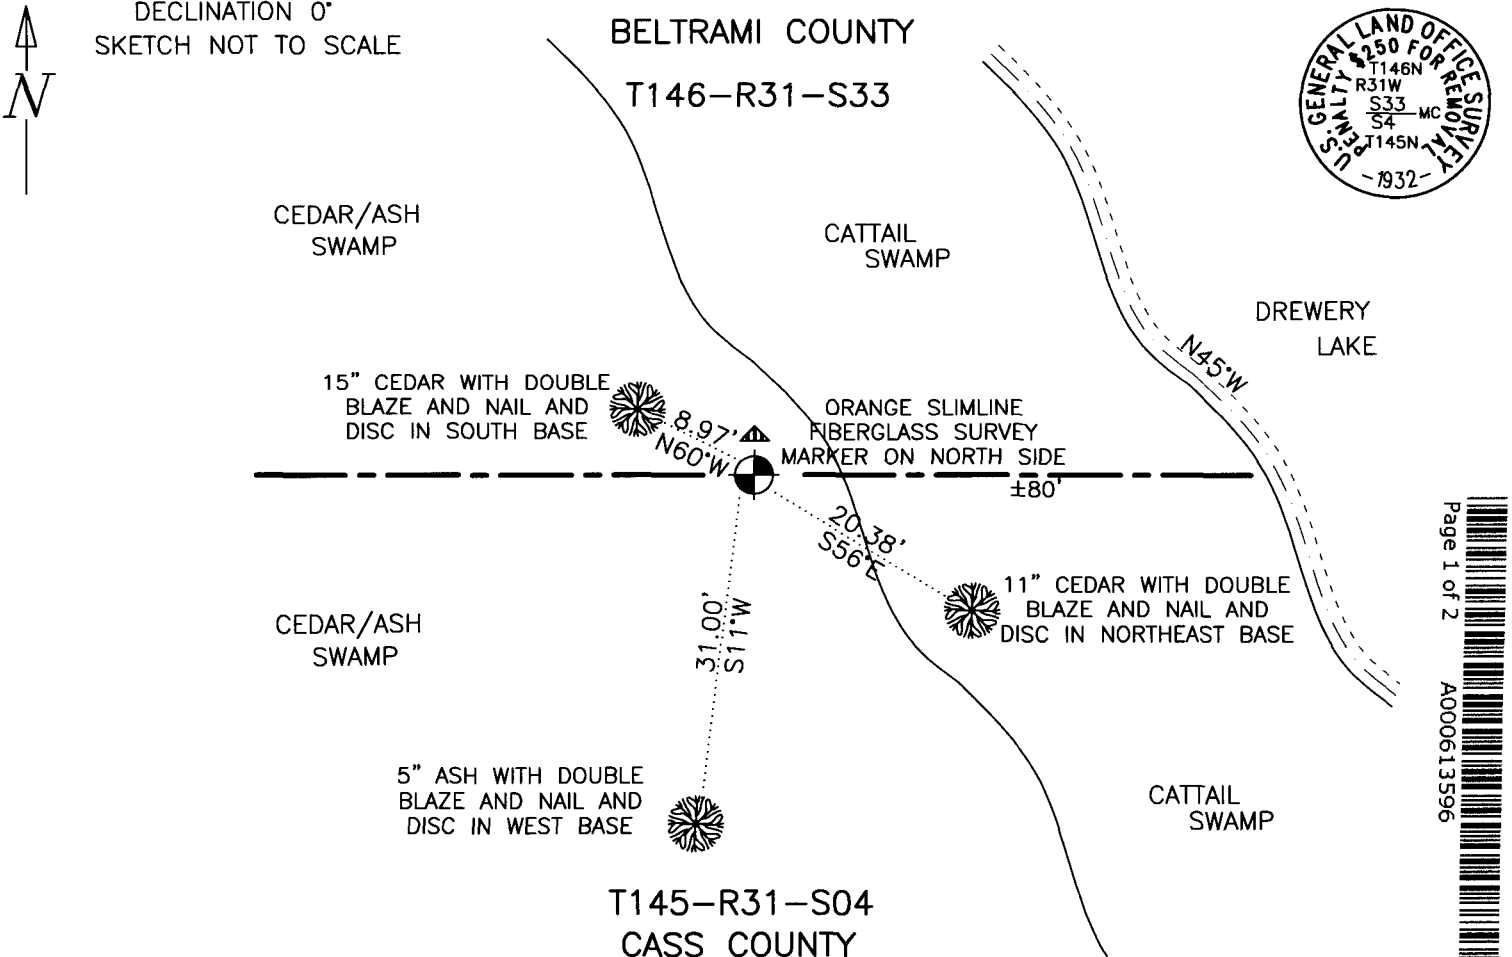 DECLINATION 0°
SKETCH NOT TO SCALE
N
BELTRAMI COUNTY
T146-R31-S33
U.S. GENERAL LAND OFFICE SURVEY
PENALTY $250 FOR REMOVAL
T146N
R31W
S33
S4
MC
T145N
-1932-
CEDAR/ASH
SWAMP
CATTAIL
SWAMP
DREWERY
LAKE
N45°W
15" CEDAR WITH DOUBLE
BLAZE AND NAIL AND
DISC IN SOUTH BASE
8.97'
N60°W
ORANGE SLIMLINE
FIBERGLASS SURVEY
MARKER ON NORTH SIDE
±80'
20.38'
S56°E
31.00'
S11°W
11" CEDAR WITH DOUBLE
BLAZE AND NAIL AND
DISC IN NORTHEAST BASE
CEDAR/ASH
SWAMP
5" ASH WITH DOUBLE
BLAZE AND NAIL AND
DISC IN WEST BASE
CATTAIL
SWAMP
T145-R31-S04
CASS COUNTY
Page 1 of 2
A000613596